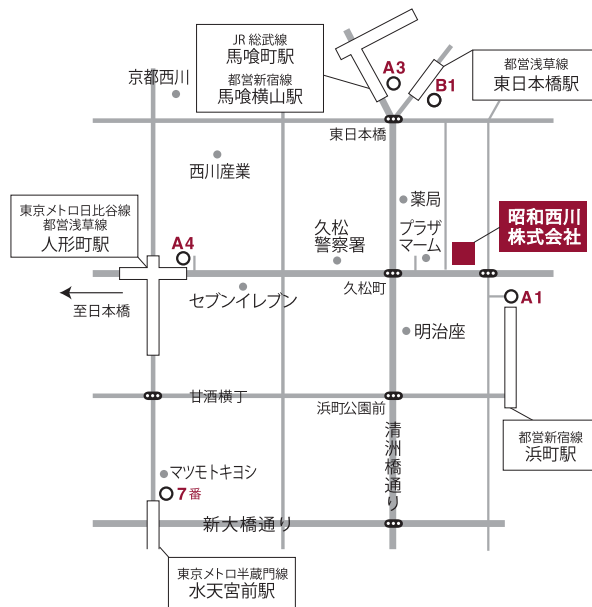 JR 総武線
馬喰町駅
都営新宿線
馬喰横山駅
A3
B1
都営浅草線
東日本橋駅
京都西川
東日本橋
西川産業
薬局
昭和西川
株式会社
東京メトロ日比谷線
都営浅草線
人形町駅
A4
久松
警察署
プラザ
マーム
至日本橋
セブンイレブン
久松町
A1
明治座
甘酒横丁
浜町公園前
清洲橋通り
都営新宿線
浜町駅
マツモトキヨシ
7番
新大橋通り
東京メトロ半蔵門線
水天宮前駅